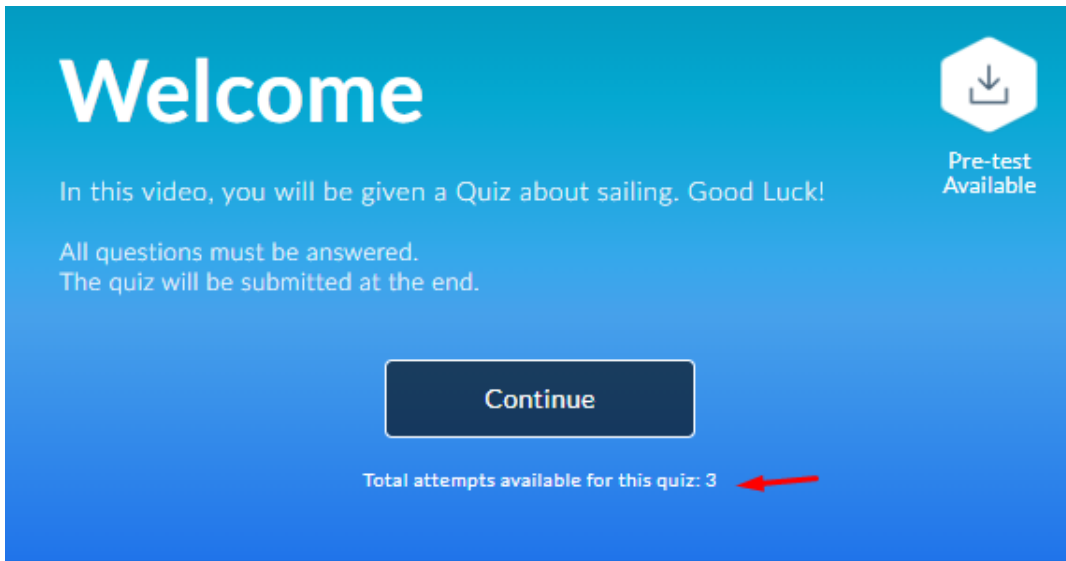 Welcome
Pre-test
Available
In this video, you will be given a Quiz about sailing. Good Luck!
All questions must be answered.
The quiz will be submitted at the end.
Continue
Total attempts available for this quiz: 3